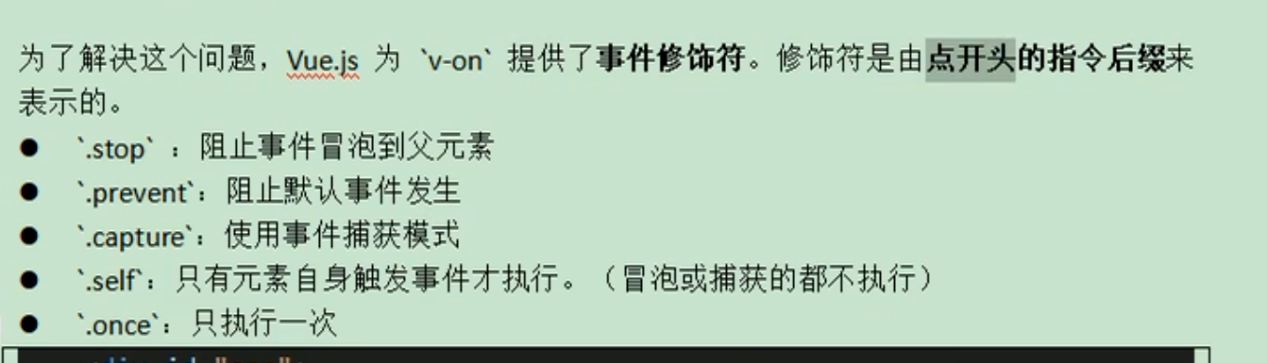 为了解决这个问题，Vue.js 为 `v-on` 提供了事件修饰符。修饰符是由点开头的指令后缀来
表示的。
● `.stop` ：阻止事件冒泡到父元素
● `.prevent`：阻止默认事件发生
● `.capture`：使用事件捕获模式
● `.self`：只有元素自身触发事件才执行。（冒泡或捕获的都不执行）
● `.once`：只执行一次